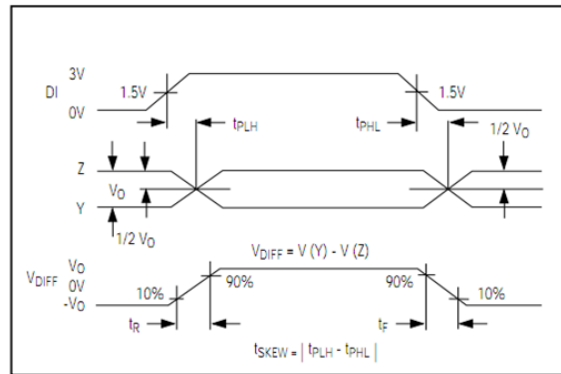 3V
DI 1.5V 1.5V
0V
tPLH tPHL
1/2 VO
Z
VO
Y
1/2 VO
VDIFF = V (Y) - V (Z)
VO
VDIFF 0V
-VO
10% 90% 90% 10%
tR tF
tSKEW = | tPLH - tPHL |